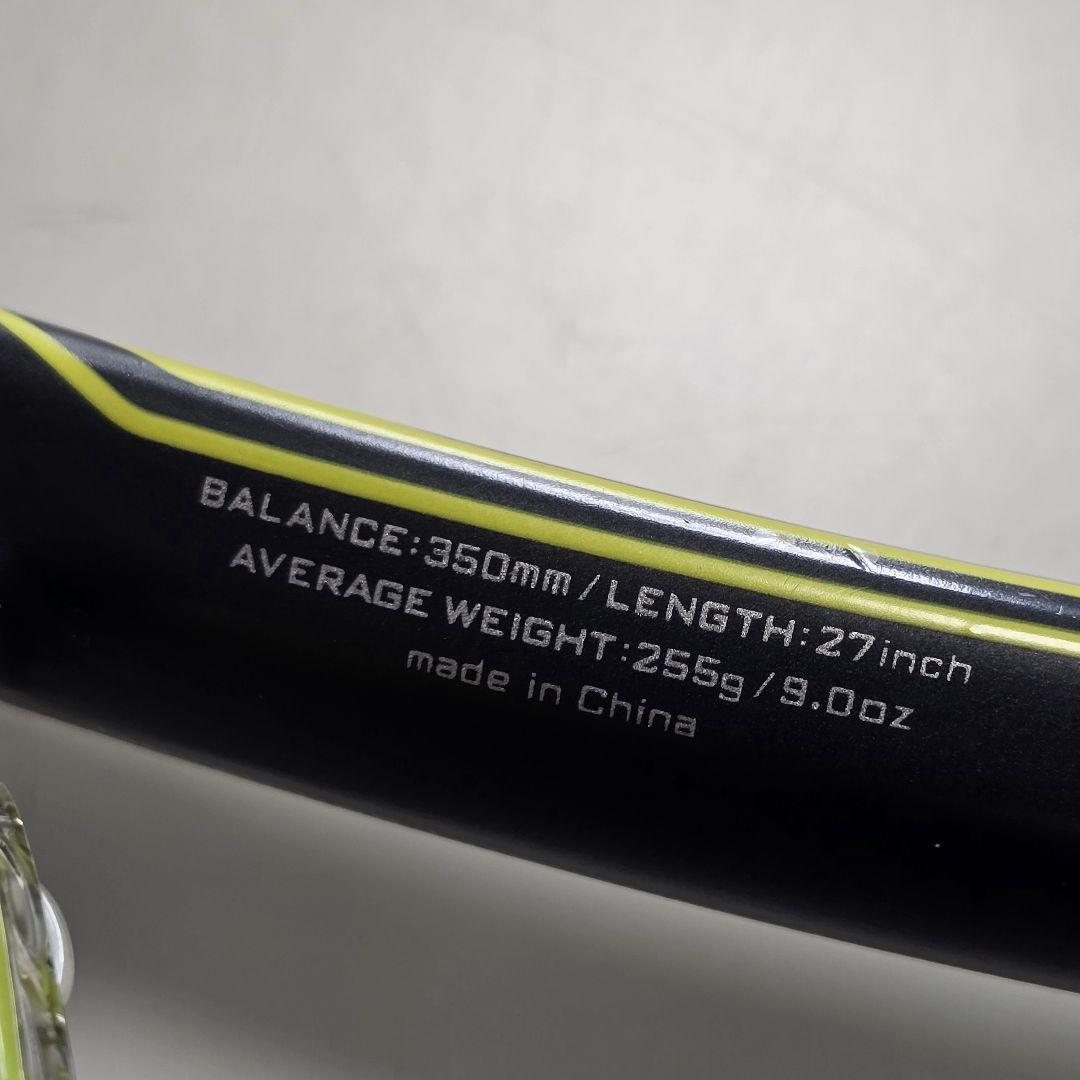 BALANCE:350mm/LENGTH:27inch
AVERAGE WEIGHT:255g/9.0oz
made in China